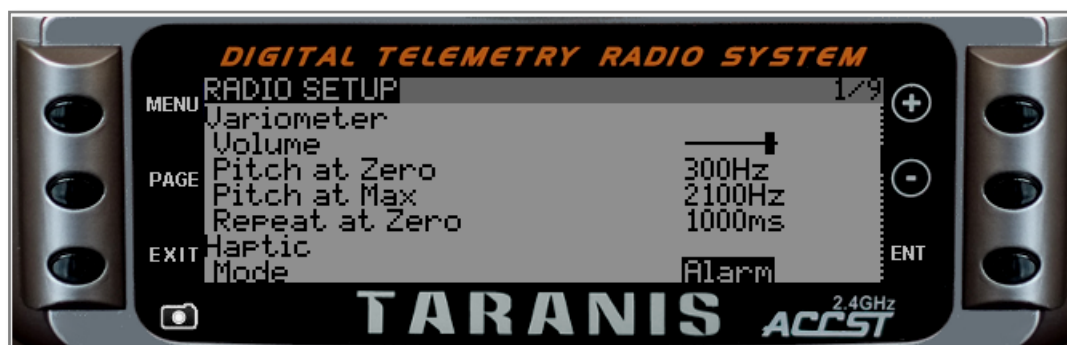 DIGITAL TELEMETRY RADIO SYSTEM
MENU
PAGE
EXIT
RADIO SETUP 1/9
Variometer
Volume
Pitch at Zero 300Hz
Pitch at Max 2100Hz
Repeat at Zero 1000ms
Haptic
Mode Alarm
+
-
ENT
TARANIS
2.4GHz
ACCST